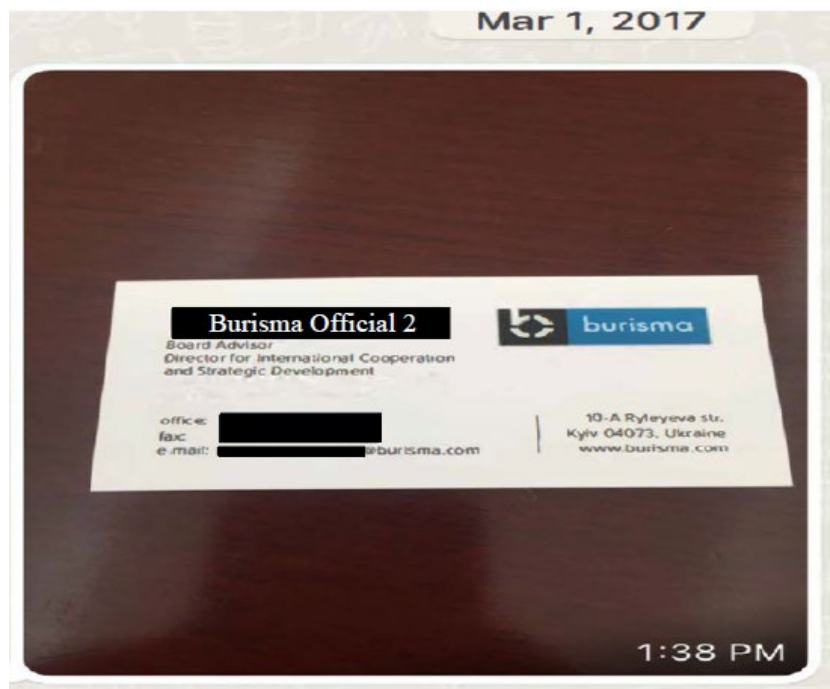 Mar 1, 2017
Burisma Official 2
burisma
Board Advisor
Director for International Cooperation
and Strategic Development
office:
fax:
e-mail: @burisma.com
10-A Ryleyeva str.
Kyiv 04073, Ukraine
www.burisma.com
1:38 PM